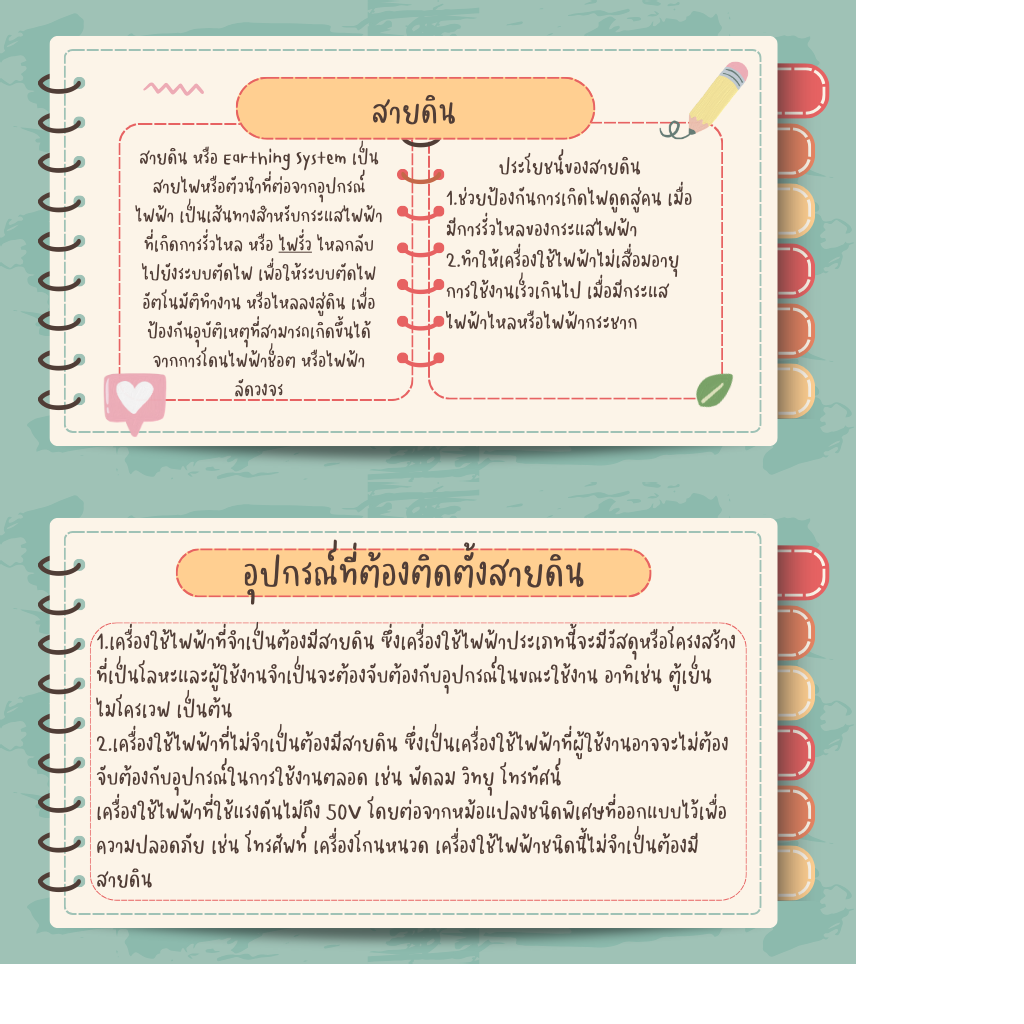 สายดิน
สายดิน หรือ Earthing System เป็น
สายไฟหรือตัวนำที่ต่อจากอุปกรณ์
ไฟฟ้า เป็นเส้นทางสำหรับกระแสไฟฟ้า
ที่เกิดการรั่วไหล หรือ ไฟรั่ว ไหลกลับ
ไปยังระบบตัดไฟ เพื่อให้ระบบตัดไฟ
อัตโนมัติทำงาน หรือไหลลงสู่ดิน เพื่อ
ป้องกันอุบัติเหตุที่สามารถเกิดขึ้นได้
จากการโดนไฟฟ้าช็อต หรือไฟฟ้า
ลัดวงจร
ประโยชน์ของสายดิน
1.ช่วยป้องกันการเกิดไฟดูดสู่คน เมื่อ
มีการรั่วไหลของกระแสไฟฟ้า
2.ทำให้เครื่องใช้ไฟฟ้าไม่เสื่อมอายุ
การใช้งานเร็วเกินไป เมื่อมีกระแส
ไฟฟ้าไหลหรือไฟฟ้ากระชาก
อุปกรณ์ที่ต้องติดตั้งสายดิน
1.เครื่องใช้ไฟฟ้าที่จำเป็นต้องมีสายดิน ซึ่งเครื่องใช้ไฟฟ้าประเภทนี้จะมีวัสดุหรือโครงสร้าง
ที่เป็นโลหะและผู้ใช้งานจำเป็นจะต้องจับต้องกับอุปกรณ์ในขณะใช้งาน อาทิเช่น ตู้เย็น
ไมโครเวฟ เป็นต้น
2.เครื่องใช้ไฟฟ้าที่ไม่จำเป็นต้องมีสายดิน ซึ่งเป็นเครื่องใช้ไฟฟ้าที่ผู้ใช้งานอาจจะไม่ต้อง
จับต้องกับอุปกรณ์ในการใช้งานตลอด เช่น พัดลม วิทยุ โทรทัศน์
เครื่องใช้ไฟฟ้าที่ใช้แรงดันไม่ถึง 50V โดยต่อจากหม้อแปลงชนิดพิเศษที่ออกแบบไว้เพื่อ
ความปลอดภัย เช่น โทรศัพท์ เครื่องโกนหนวด เครื่องใช้ไฟฟ้าชนิดนี้ไม่จำเป็นต้องมี
สายดิน